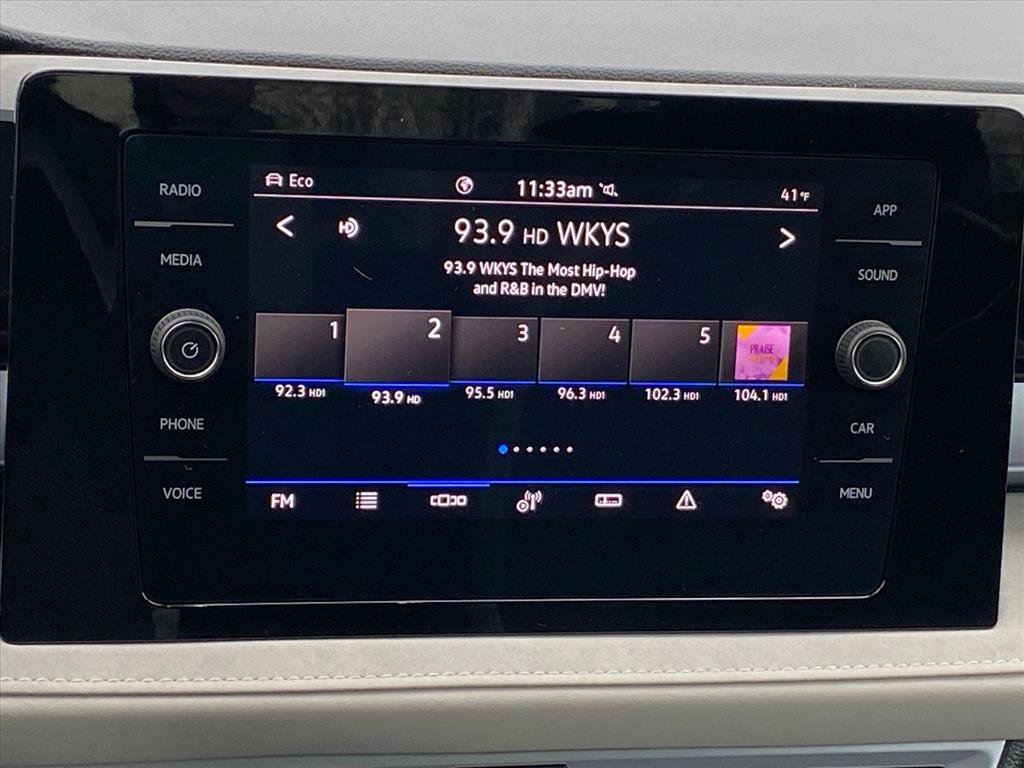 RADIO
MEDIA
PHONE
VOICE
Eco
11:33am
41°F
< HD >
93.9 HD WKYS
93.9 WKYS The Most Hip-Hop
and R&B in the DMV!
1 2 3 4 5
PRAISE
92.3 HD1 93.9 HD 95.5 HD1 96.3 HD1 102.3 HD1 104.1 HD1
FM
APP
SOUND
CAR
MENU